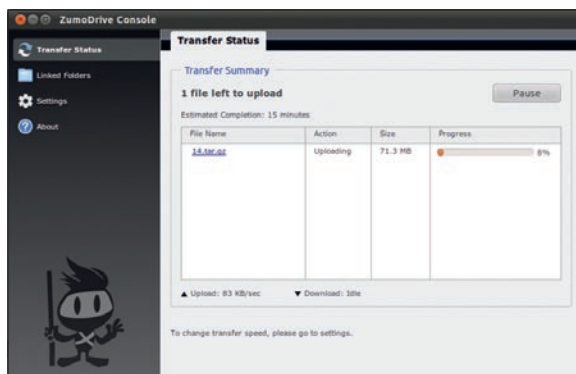 ZumoDrive Console
Transfer Status
Linked Folders
Settings
About
Transfer Status
Transfer Summary
1 file left to upload
Pause
Estimated Completion: 15 minutes
File Name Action Size Progress
14.tar.gz Uploading 71.3 MB 8%
▲ Upload: 83 KB/sec ▼ Download: Idle
To change transfer speed, please go to settings.